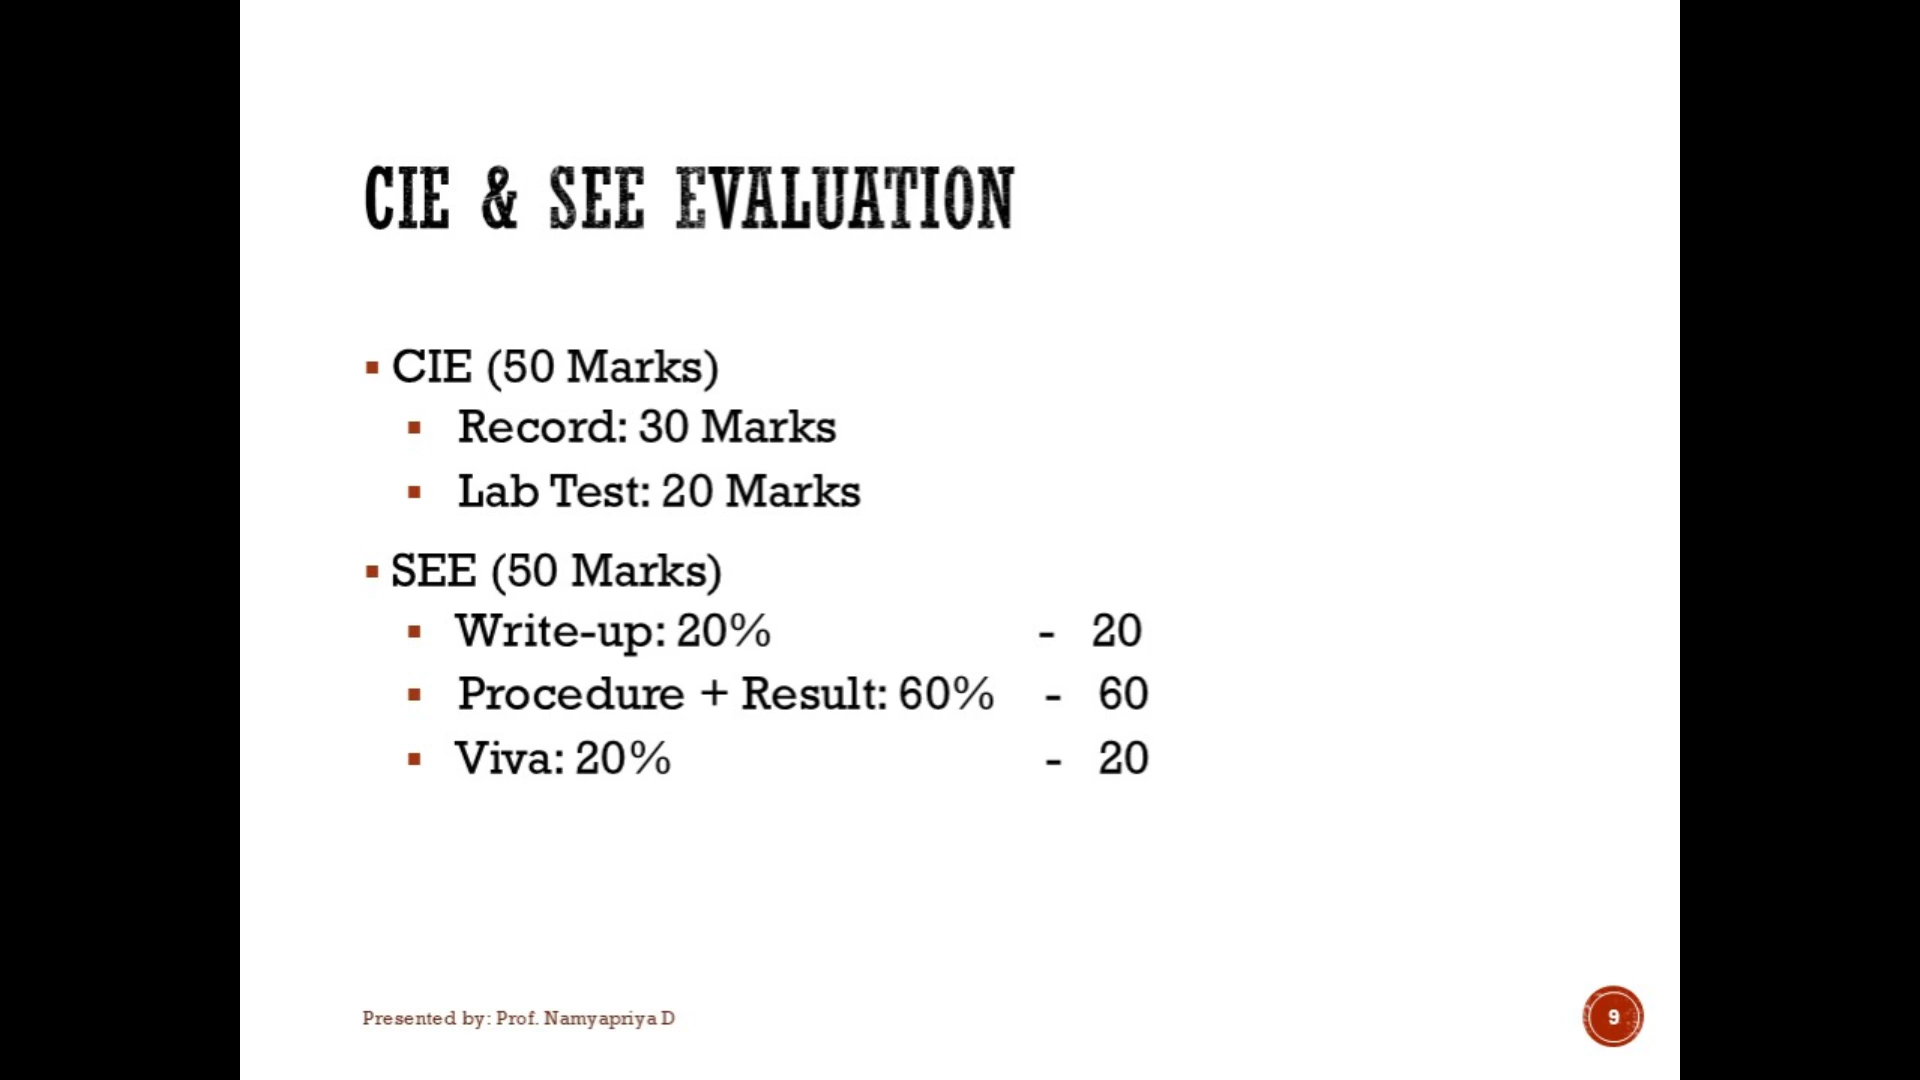 CIE & SEE EVALUATION
▪ CIE (50 Marks)
▪ Record: 30 Marks
▪ Lab Test: 20 Marks
▪ SEE (50 Marks)
▪ Write-up: 20% - 20
▪ Procedure + Result: 60% - 60
▪ Viva: 20% - 20
Presented by: Prof. Namyapriya D
9